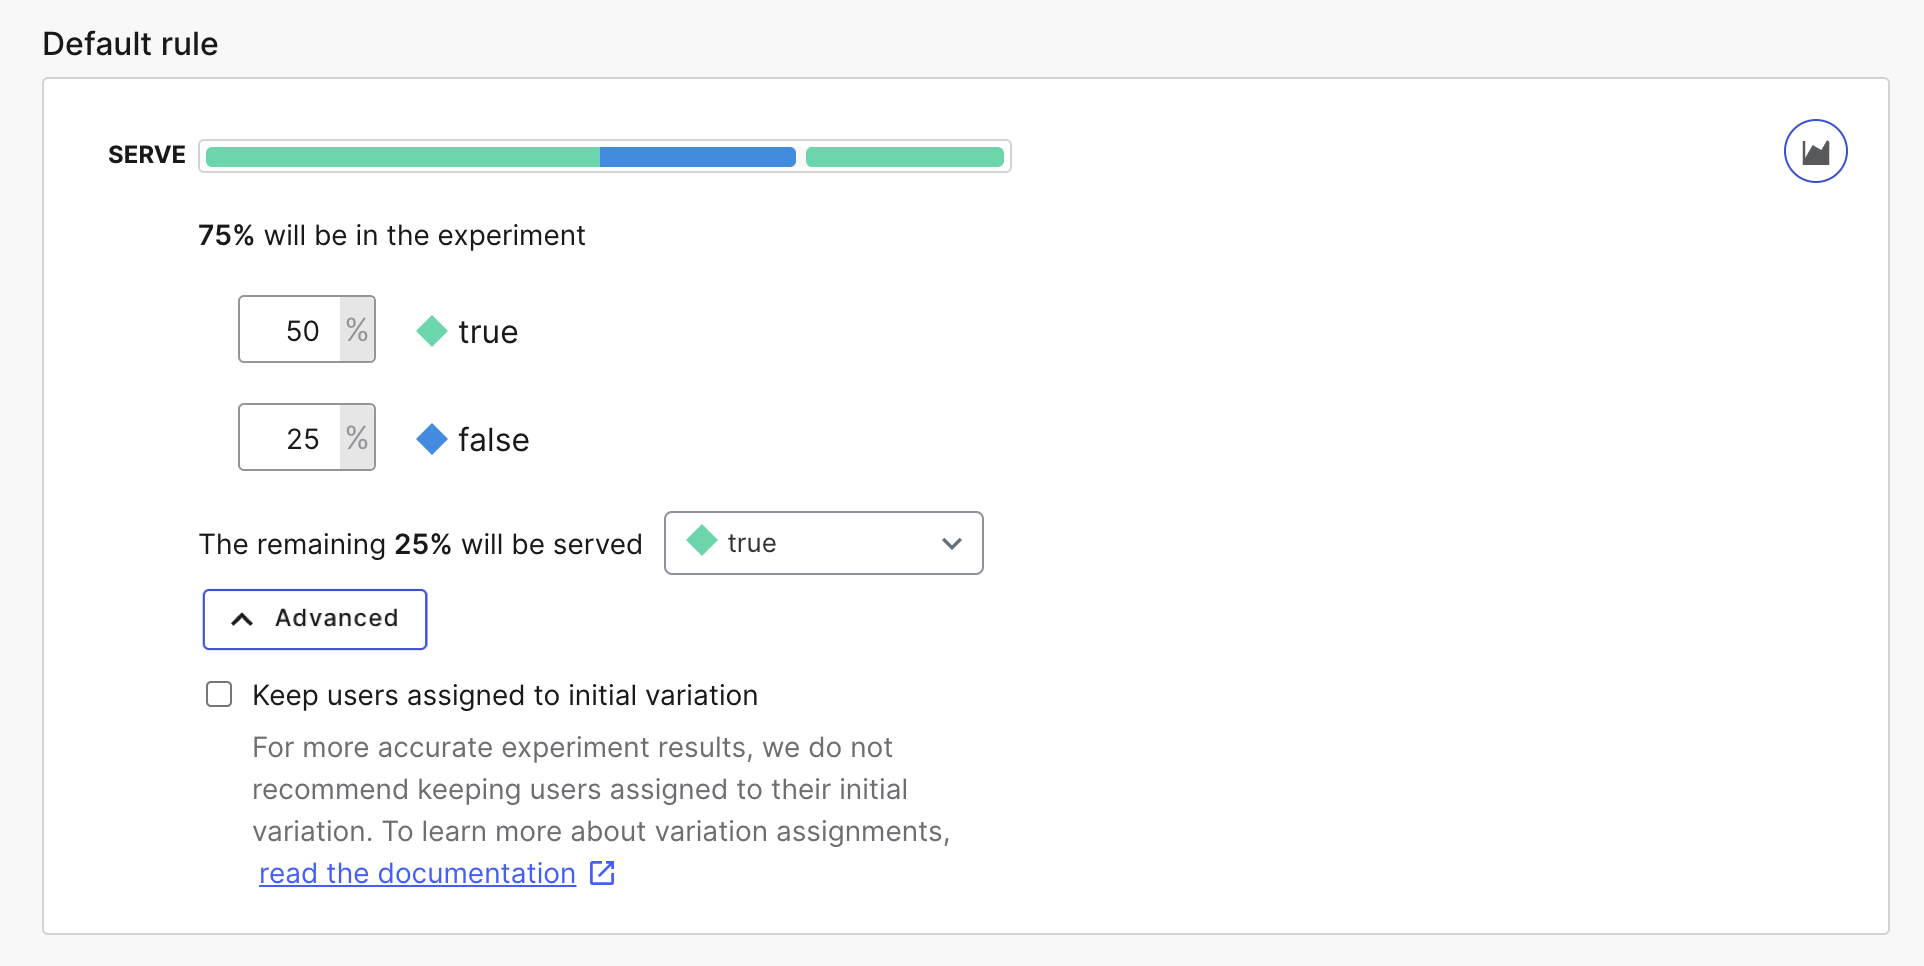 Default rule
SERVE
75% will be in the experiment
50 % true
25 % false
The remaining 25% will be served true
Advanced
Keep users assigned to initial variation
For more accurate experiment results, we do not
recommend keeping users assigned to their initial
variation. To learn more about variation assignments,
read the documentation